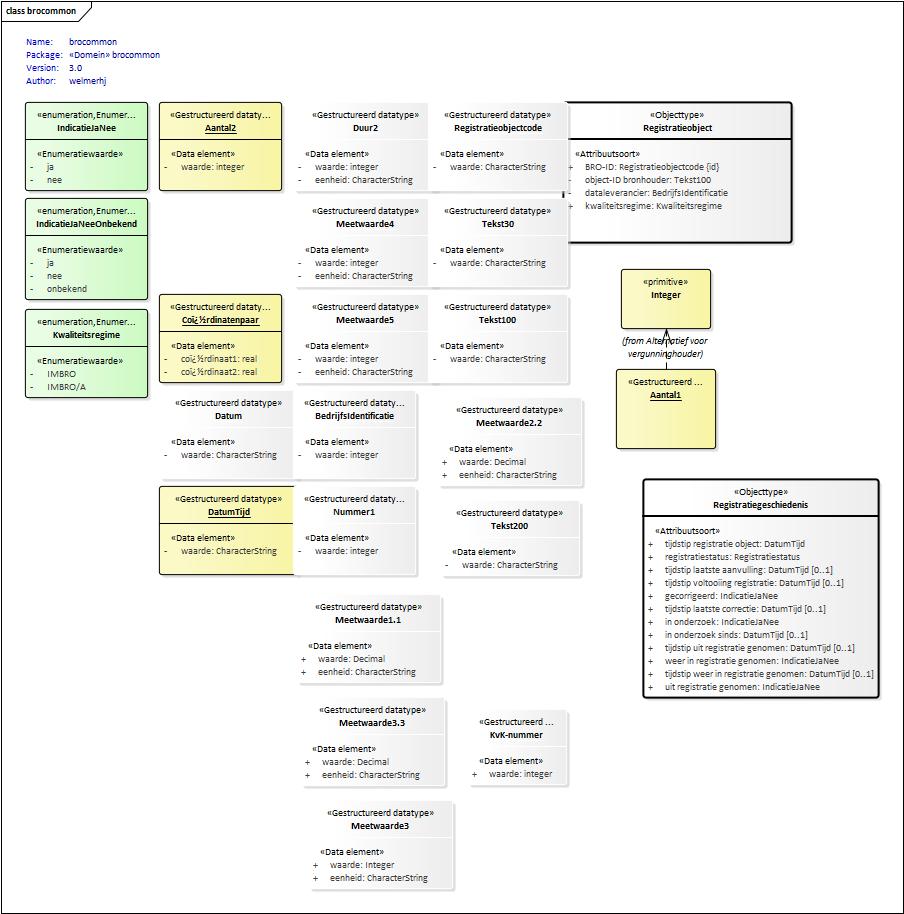 class brocommon
Name: brocommon
Package: «Domein» brocommon
Version: 3.0
Author: welmerhj
«enumeration,Enumer...
IndicatieJaNee
«Enumeratiewaarde»
- ja
- nee
«Gestructureerd dataty...
Aantal2
«Data element»
- waarde: integer
«Gestructureerd datatype»
Duur2
«Data element»
- waarde: integer
- eenheid: CharacterString
«Gestructureerd datatype»
Registratieobjectcode
«Data element»
- waarde: CharacterString
«Objecttype»
Registratieobject
«Attribuutsoort»
+ BRO-ID: Registratieobjectcode {id}
- object-ID bronhouder: Tekst100
- dataleverancier: BedrijfsIdentificatie
+ kwaliteitsregime: Kwaliteitsregime
«enumeration,Enumer...
IndicatieJaNeeOnbekend
«Enumeratiewaarde»
- ja
- nee
- onbekend
«Gestructureerd datatype»
Meetwaarde4
«Data element»
- waarde: integer
- eenheid: CharacterString
«Gestructureerd datatype»
Tekst30
«Data element»
- waarde: CharacterString
«primitive»
Integer
(from Alternatief voor
vergunninghouder)
«Gestructureerd ...
Aantal1
«enumeration,Enumer...
Kwaliteitsregime
«Enumeratiewaarde»
- IMBRO
- IMBRO/A
«Gestructureerd dataty...
Coï¿½rdinatenpaar
«Data element»
- coï¿½rdinaat1: real
- coï¿½rdinaat2: real
«Gestructureerd datatype»
Meetwaarde5
«Data element»
- waarde: integer
- eenheid: CharacterString
«Gestructureerd datatype»
Tekst100
«Data element»
- waarde: CharacterString
«Gestructureerd datatype»
Datum
«Data element»
- waarde: CharacterString
«Gestructureerd dataty...
BedrijfsIdentificatie
«Data element»
- waarde: integer
«Gestructureerd datatype»
Meetwaarde2.2
«Data element»
+ waarde: Decimal
+ eenheid: CharacterString
«Gestructureerd datatype»
DatumTijd
«Data element»
- waarde: CharacterString
«Gestructureerd dataty...
Nummer1
«Data element»
- waarde: integer
«Gestructureerd datatype»
Tekst200
«Data element»
- waarde: CharacterString
«Objecttype»
Registratiegeschiedenis
«Attribuutsoort»
+ tijdstip registratie object: DatumTijd
+ registratiestatus: Registratiestatus
+ tijdstip laatste aanvulling: DatumTijd [0..1]
+ tijdstip voltooiing registratie: DatumTijd [0..1]
+ gecorrigeerd: IndicatieJaNee
+ tijdstip laatste correctie: DatumTijd [0..1]
+ in onderzoek: IndicatieJaNee
+ in onderzoek sinds: DatumTijd [0..1]
+ tijdstip uit registratie genomen: DatumTijd [0..1]
+ weer in registratie genomen: IndicatieJaNee
+ tijdstip weer in registratie genomen: DatumTijd [0..1]
+ uit registratie genomen: IndicatieJaNee
«Gestructureerd datatype»
Meetwaarde1.1
«Data element»
+ waarde: Decimal
+ eenheid: CharacterString
«Gestructureerd datatype»
Meetwaarde3.3
«Data element»
+ waarde: Decimal
+ eenheid: CharacterString
«Gestructureerd ...
KvK-nummer
«Data element»
+ waarde: integer
«Gestructureerd datatype»
Meetwaarde3
«Data element»
+ waarde: Integer
+ eenheid: CharacterString